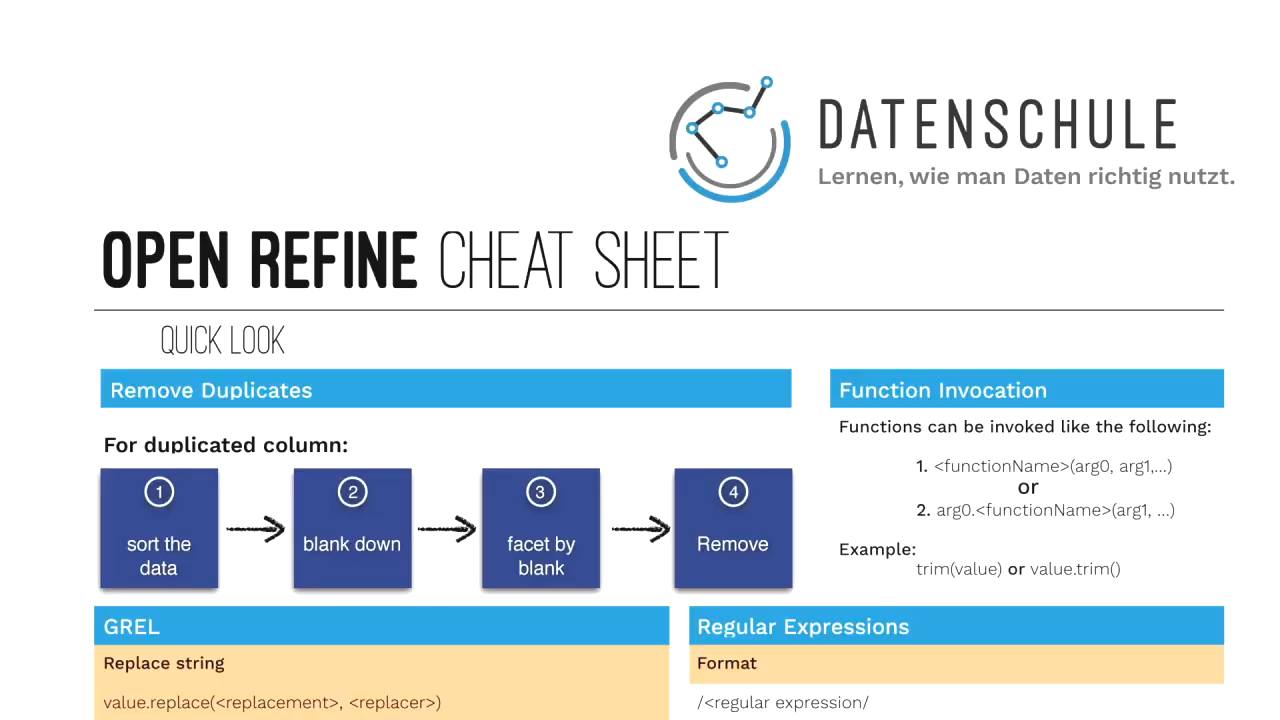 DATENSCHULE
Lernen, wie man Daten richtig nutzt.
OPEN REFINE CHEAT SHEET
QUICK LOOK
Remove Duplicates
For duplicated column:
1
sort the
data
2
blank down
3
facet by
blank
4
Remove
Function Invocation
Functions can be invoked like the following:
1. <functionName>(arg0, arg1,...)
or
2. arg0.<functionName>(arg1, ...)
Example:
trim(value) or value.trim()
GREL
Replace string
value.replace(<replacement>, <replacer>)
Regular Expressions
Format
/<regular expression/